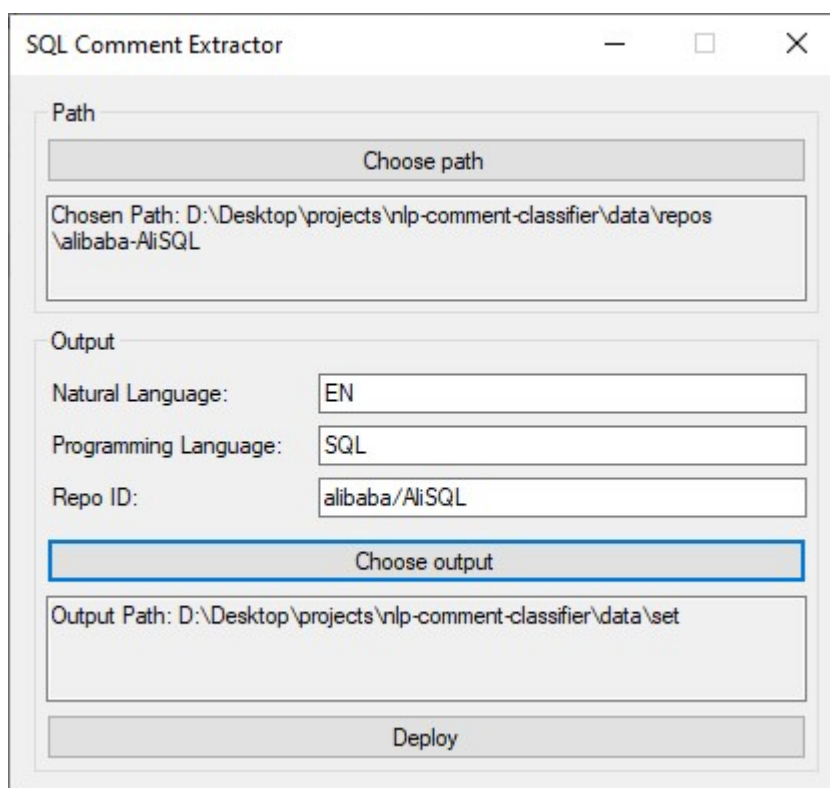 SQL Comment Extractor
Path
Choose path
Chosen Path: D:\Desktop\projects\nlp-comment-classifier\data\repos
\alibaba-AliSQL
Output
Natural Language: EN
Programming Language: SQL
Repo ID: alibaba/AliSQL
Choose output
Output Path: D:\Desktop\projects\nlp-comment-classifier\data\set
Deploy